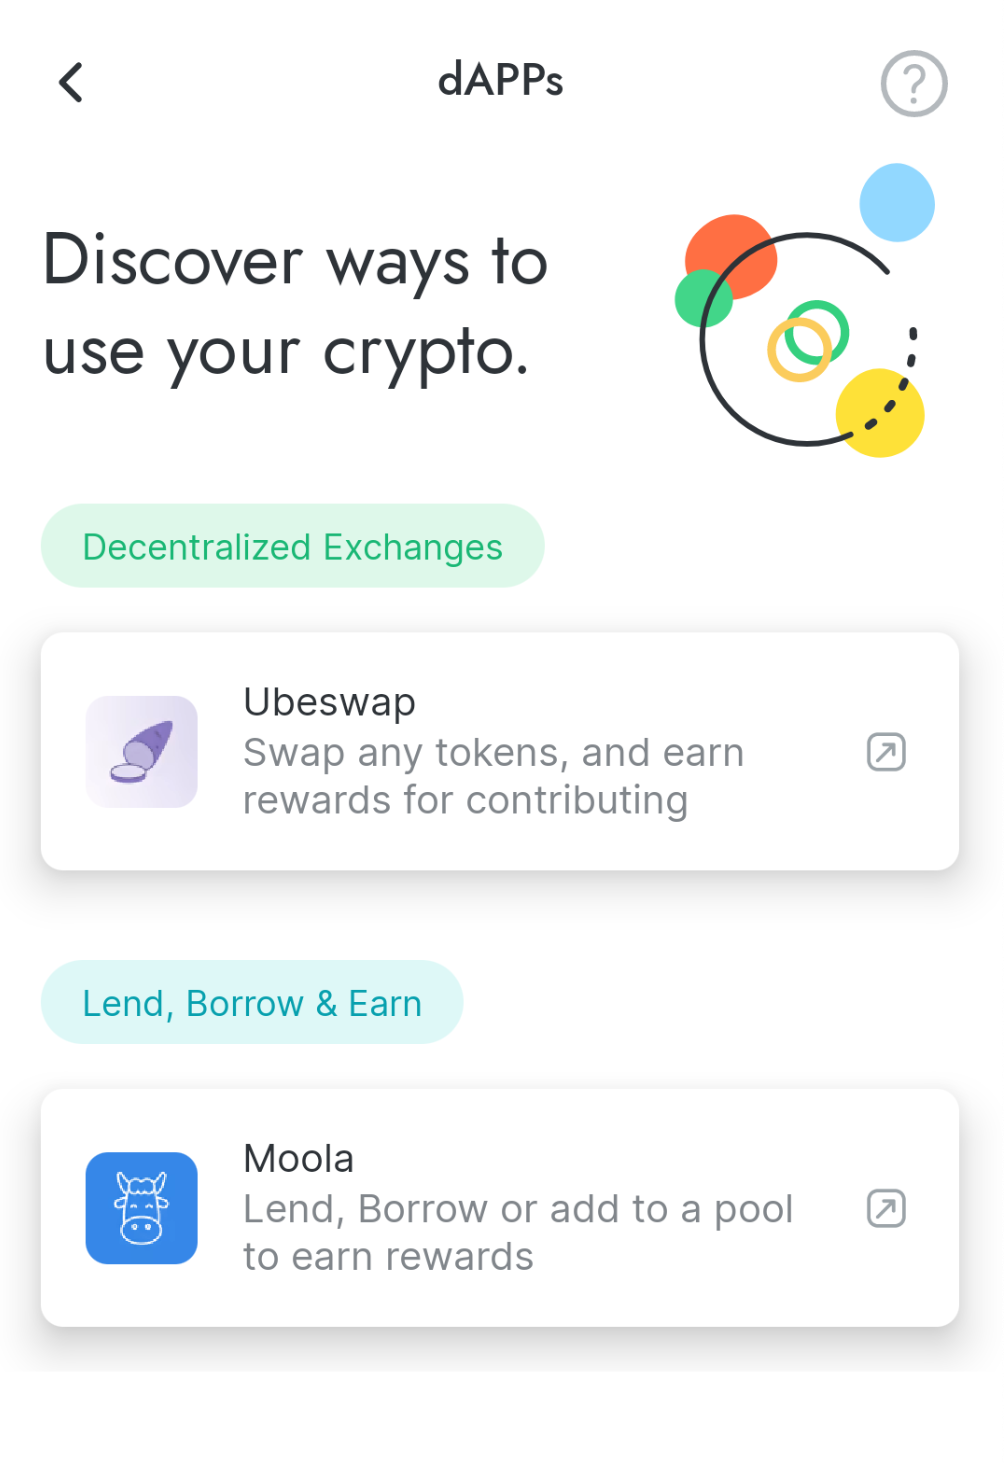 dAPPs
Discover ways to
use your crypto.
Decentralized Exchanges
Ubeswap
Swap any tokens, and earn
rewards for contributing
Lend, Borrow & Earn
Moola
Lend, Borrow or add to a pool
to earn rewards